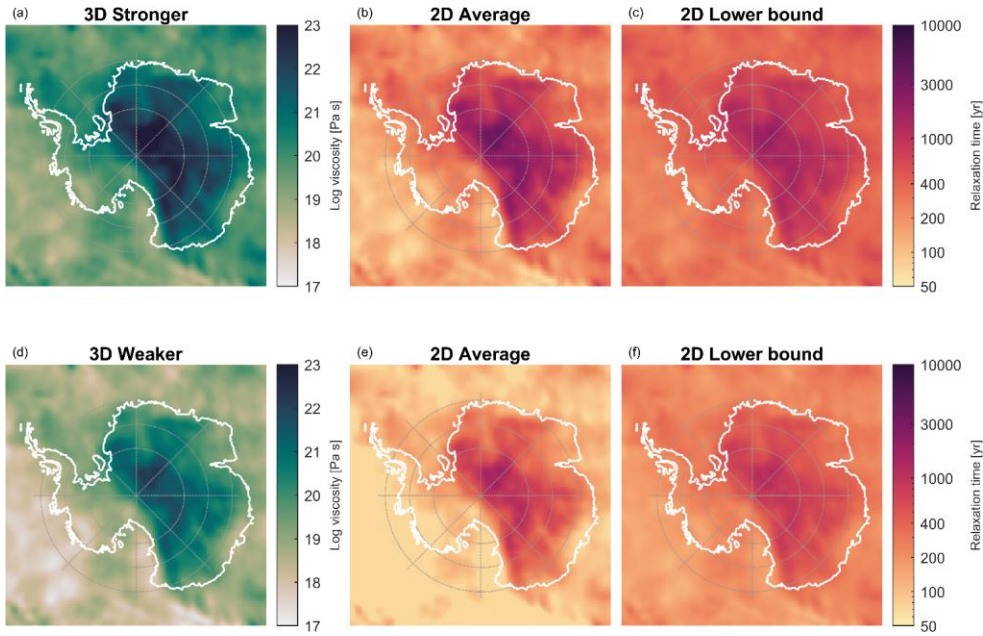 (a) 3D Stronger
23
22
21
20
19
18
17
Log viscosity [Pa s]
(b) 2D Average
(c) 2D Lower bound
10000
3000
1000
400
200
100
50
Relaxation time [yr]
(d) 3D Weaker
23
22
21
20
19
18
17
Log viscosity [Pa s]
(e) 2D Average
(f) 2D Lower bound
10000
3000
1000
400
200
100
50
Relaxation time [yr]